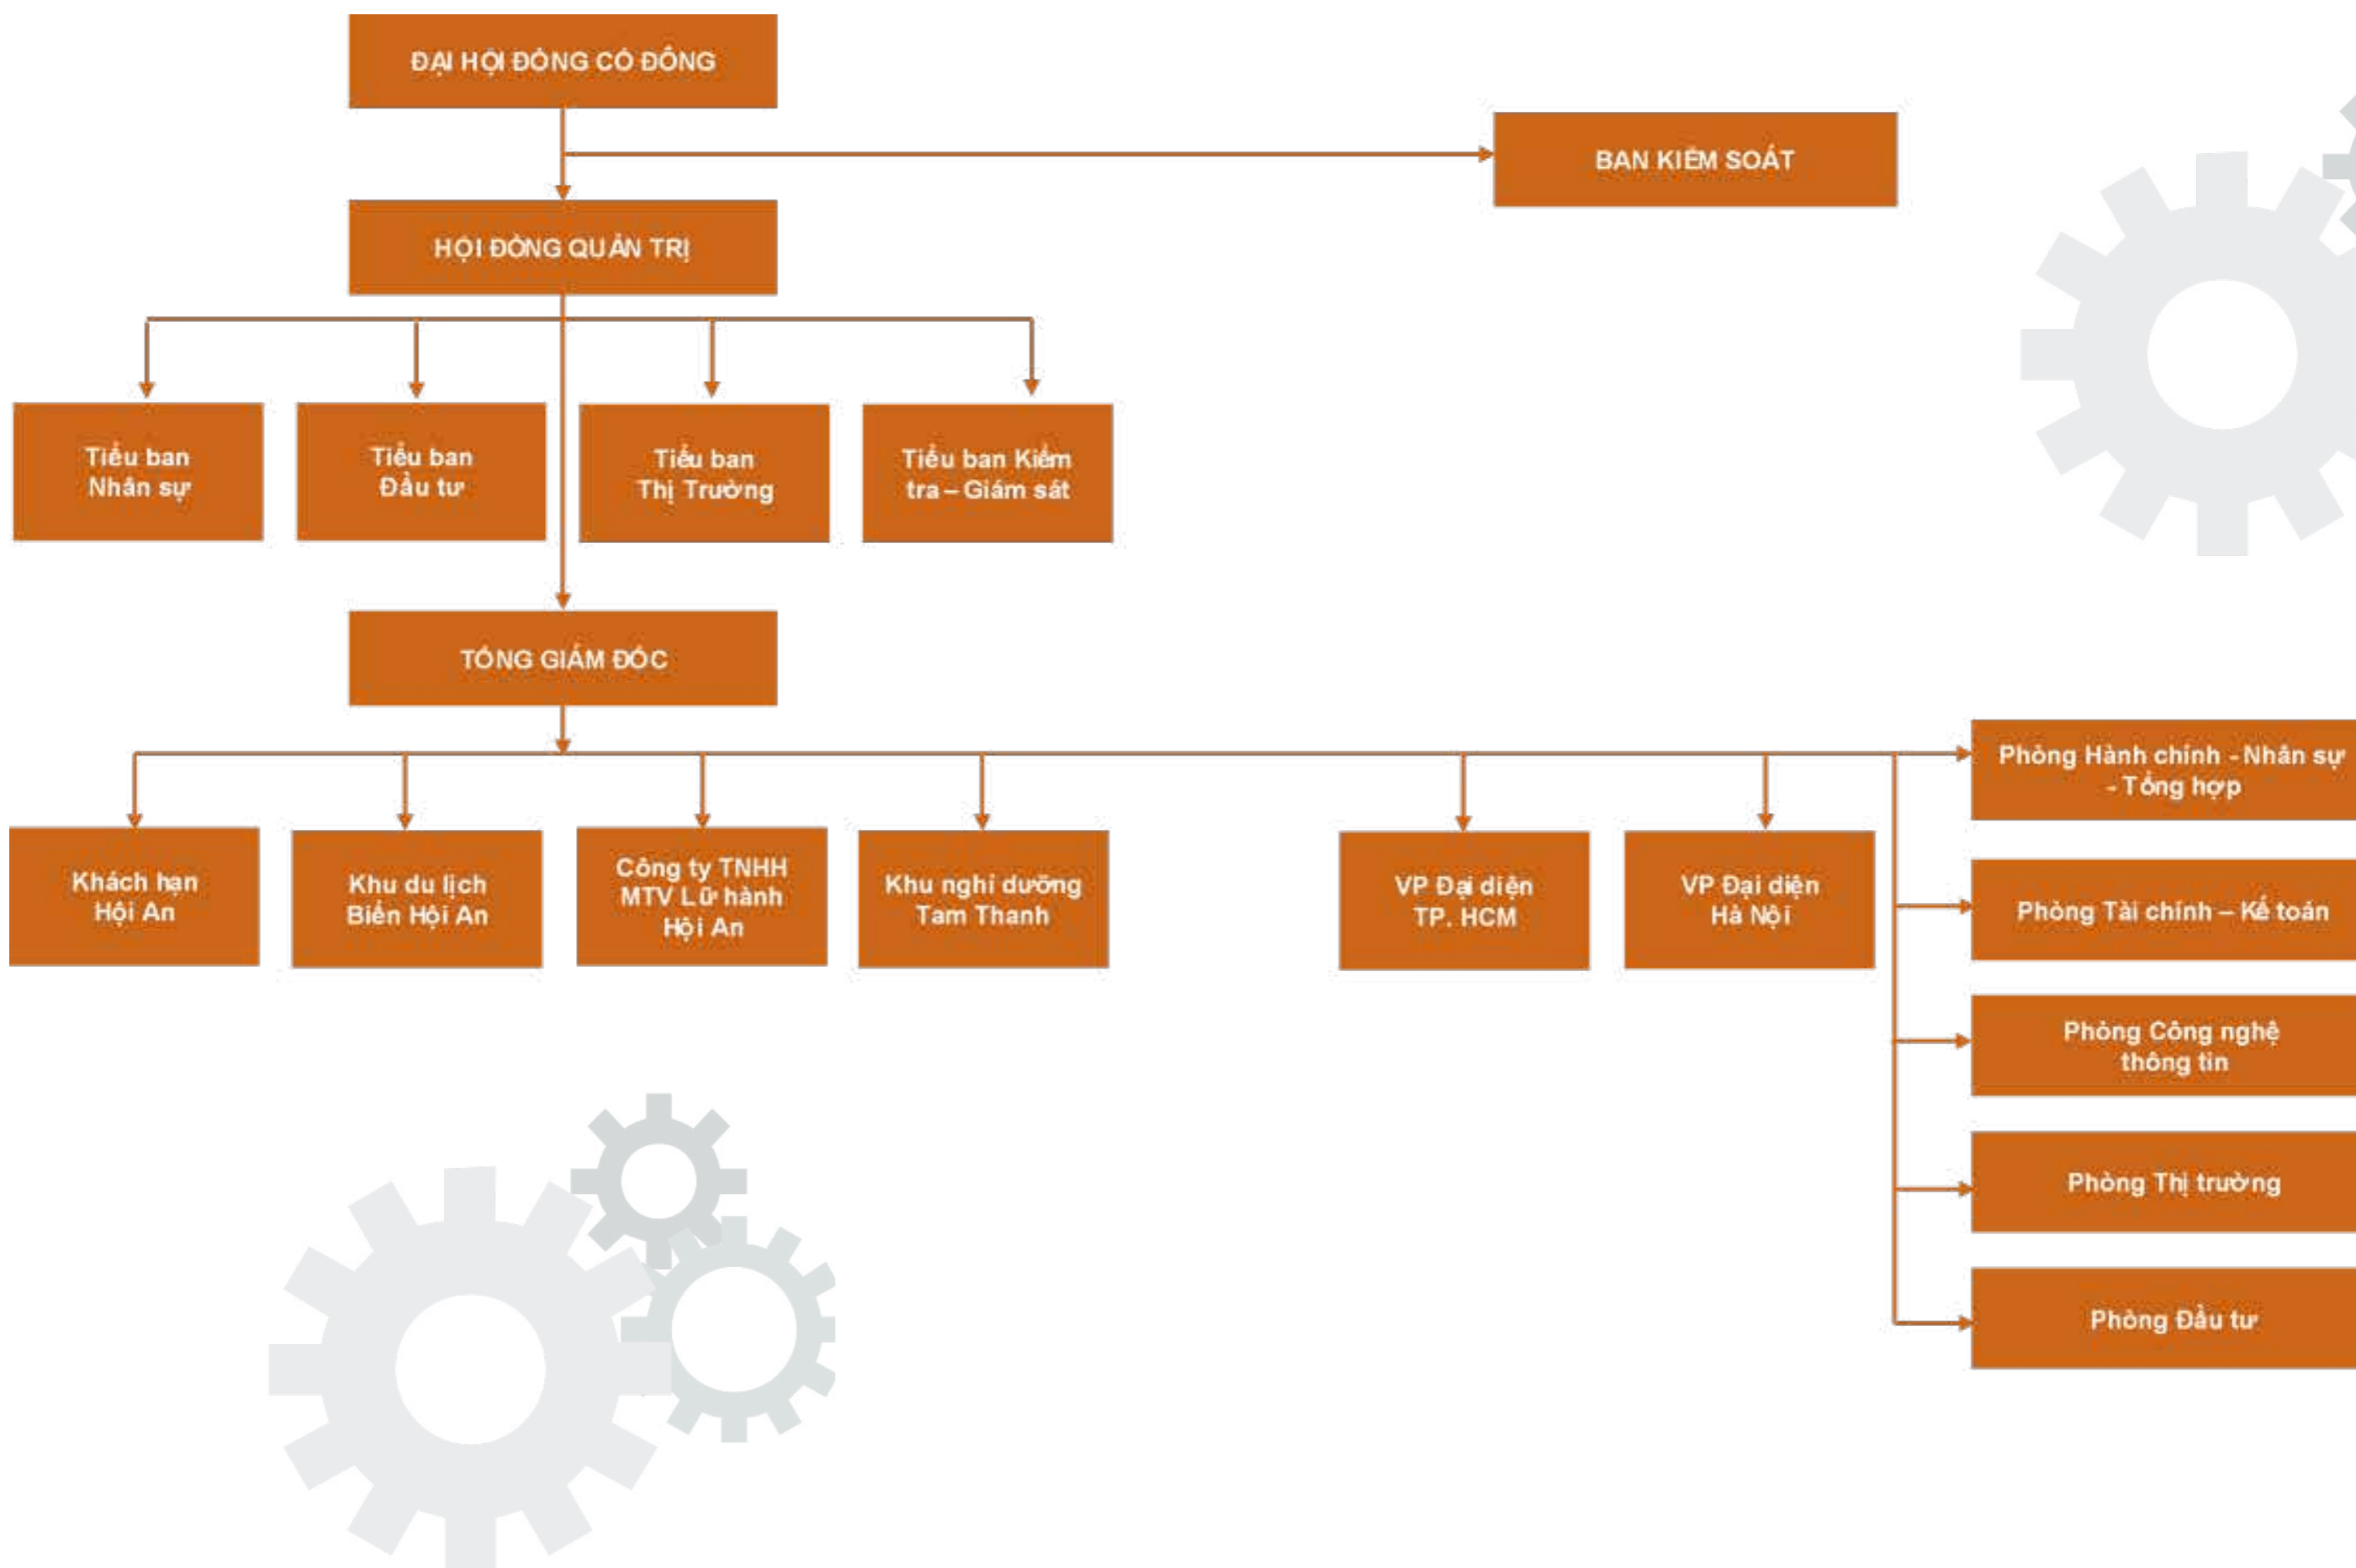 ĐẠI HỘI ĐỒNG CỔ ĐÔNG
BAN KIỂM SOÁT
HỘI ĐỒNG QUẢN TRỊ
Tiểu ban
Nhân sự
Tiểu ban
Đầu tư
Tiểu ban
Thị Trường
Tiểu ban Kiểm
tra – Giám sát
TỔNG GIÁM ĐỐC
Phòng Hành chính - Nhân sự
- Tổng hợp
Khách hạn
Hội An
Khu du lịch
Biển Hội An
Công ty TNHH
MTV Lữ hành
Hội An
Khu nghỉ dưỡng
Tam Thanh
VP Đại diện
TP. HCM
VP Đại diện
Hà Nội
Phòng Tài chính – Kế toán
Phòng Công nghệ
thông tin
Phòng Thị trường
Phòng Đầu tư